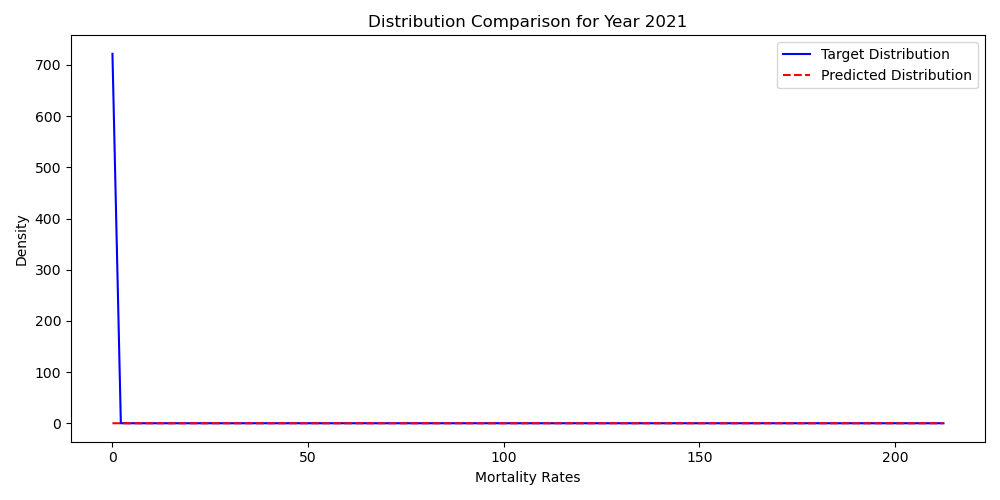 Distribution Comparison for Year 2021
Target Distribution
Predicted Distribution
700
600
500
400
300
200
100
0
Density
0 50 100 150 200
Mortality Rates